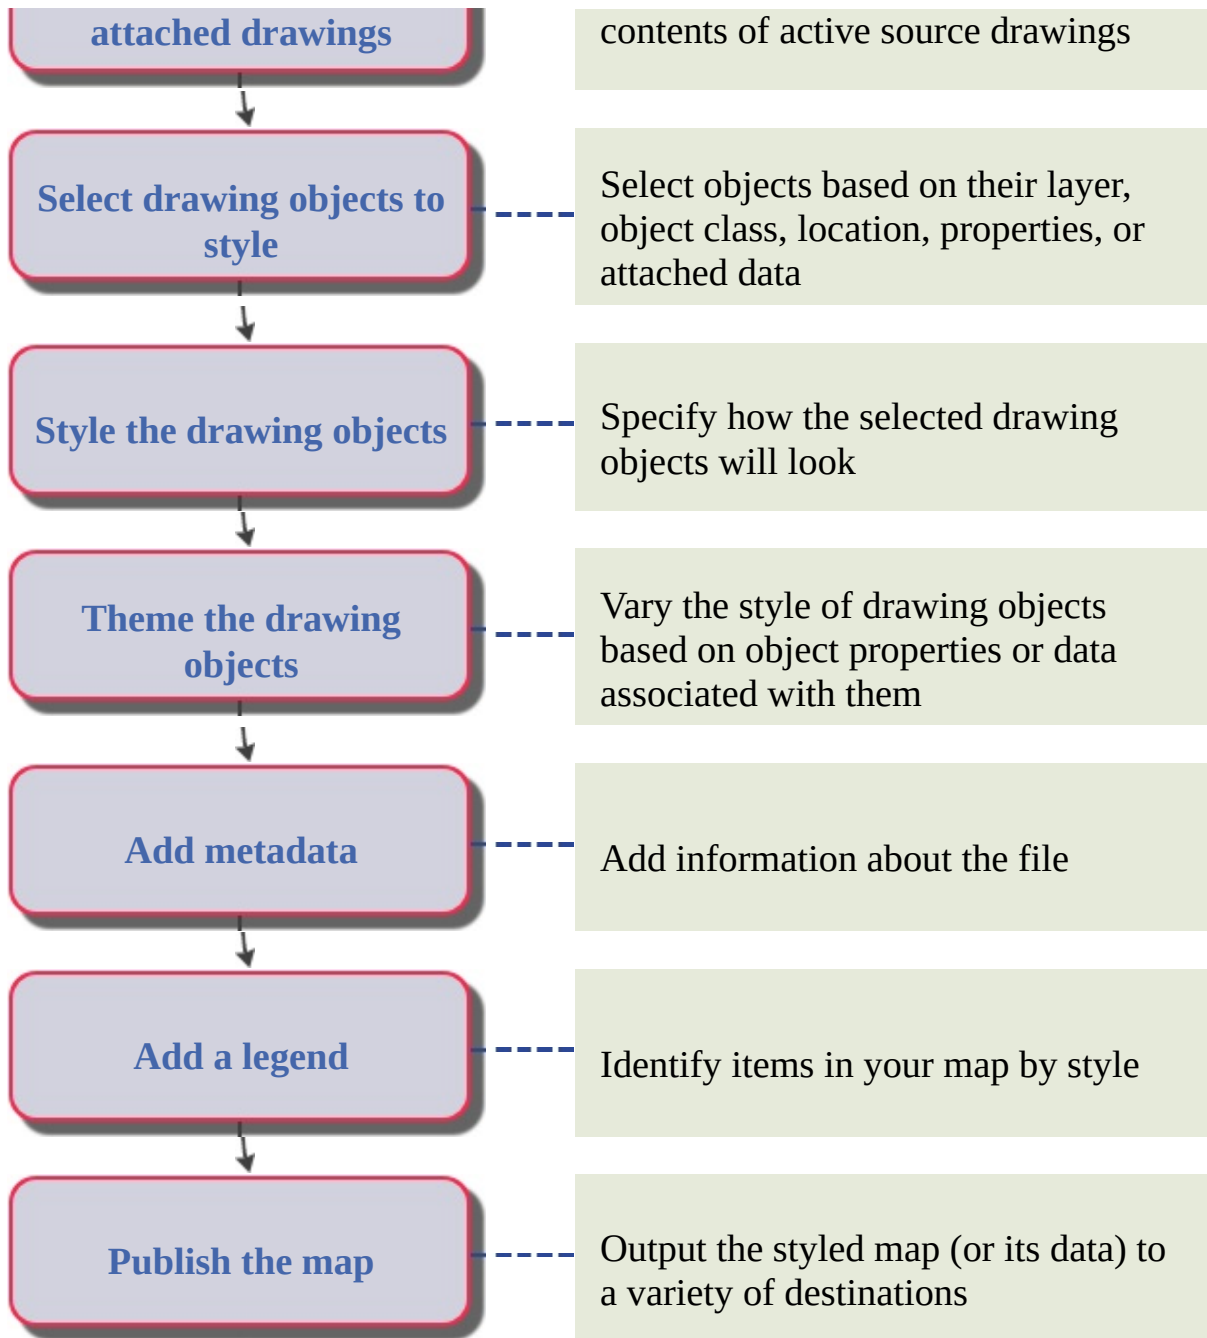 attached drawings
contents of active source drawings
Select drawing objects to
style
Select objects based on their layer,
object class, location, properties, or
attached data
Style the drawing objects
Specify how the selected drawing
objects will look
Theme the drawing
objects
Vary the style of drawing objects
based on object properties or data
associated with them
Add metadata
Add information about the file
Add a legend
Identify items in your map by style
Publish the map
Output the styled map (or its data) to
a variety of destinations